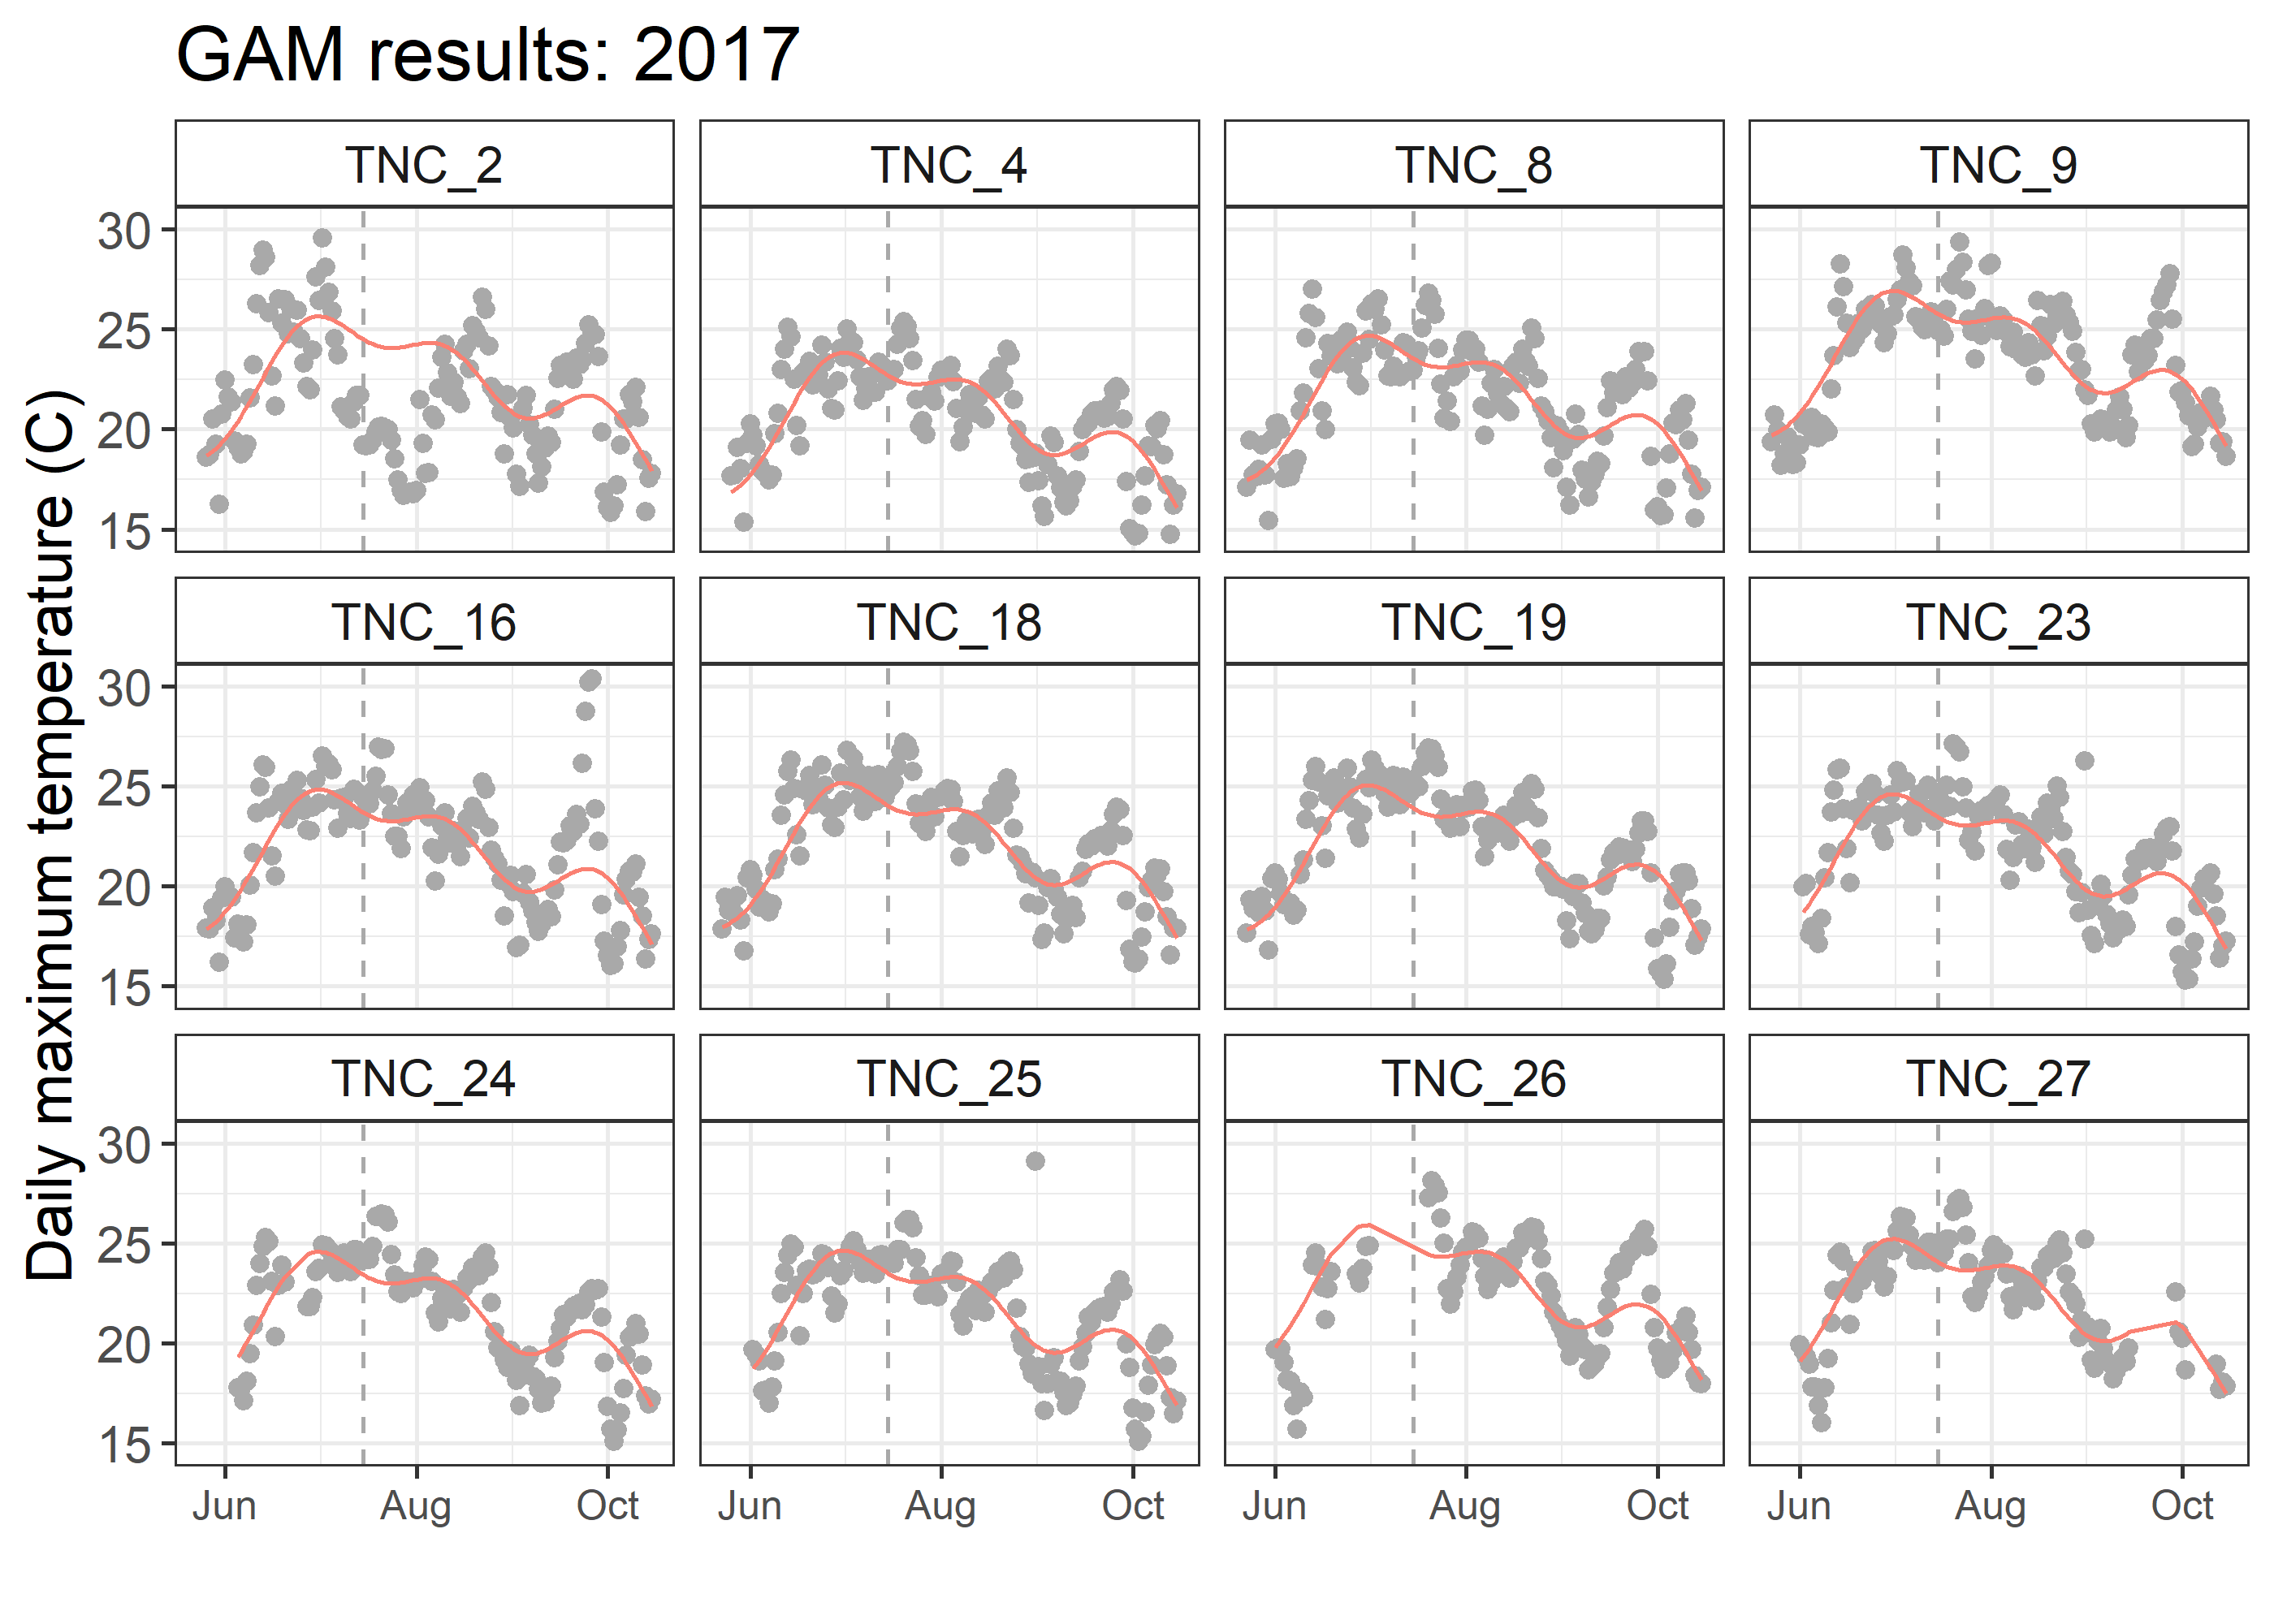 GAM results: 2017
TNC_2 TNC_4 TNC_8 TNC_9
30
25
20
15
TNC_16 TNC_18 TNC_19 TNC_23
30
25
20
15
TNC_24 TNC_25 TNC_26 TNC_27
30
25
20
15
Jun Aug Oct Jun Aug Oct Jun Aug Oct Jun Aug Oct
Daily maximum temperature (C)